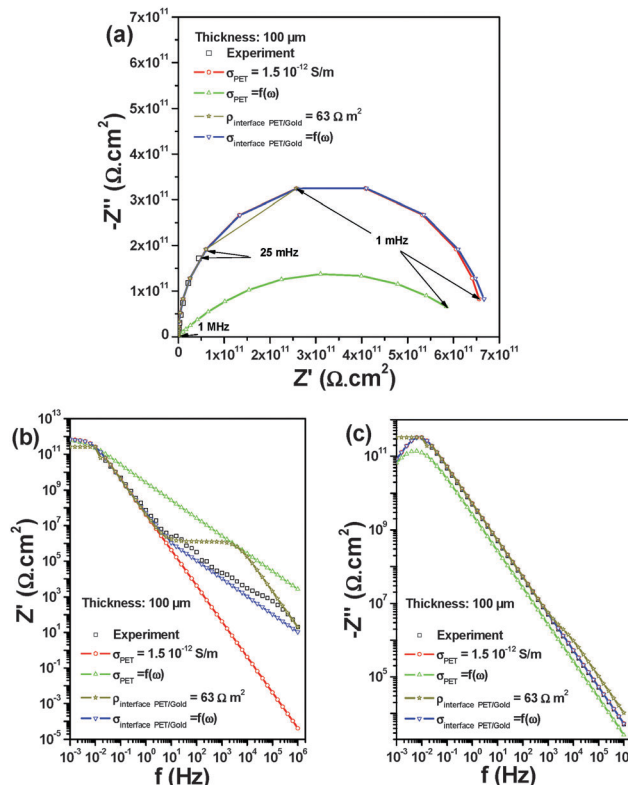 (a)
7x10¹¹
6x10¹¹
5x10¹¹
4x10¹¹
3x10¹¹
2x10¹¹
1x10¹¹
0
-Z'' (Ω.cm²)
Thickness: 100 µm
Experiment
σPET = 1.5 10⁻¹² S/m
σPET =f(ω)
ρinterface PET/Gold = 63 Ω m²
σinterface PET/Gold =f(ω)
25 mHz
1 mHz
1 MHz
0 1x10¹¹ 2x10¹¹ 3x10¹¹ 4x10¹¹ 5x10¹¹ 6x10¹¹ 7x10¹¹
Z' (Ω.cm²)
(b)
10¹³
10¹¹
10⁹
10⁷
10⁵
10³
10¹
10⁻¹
10⁻³
10⁻⁵
Z' (Ω.cm²)
Thickness: 100 µm
Experiment
σPET = 1.5 10⁻¹² S/m
σPET =f(ω)
ρinterface PET/Gold = 63 Ω m²
σinterface PET/Gold =f(ω)
10⁻³ 10⁻² 10⁻¹ 10⁰ 10¹ 10² 10³ 10⁴ 10⁵ 10⁶
f (Hz)
(c)
10¹¹
10⁹
10⁷
10⁵
-Z'' (Ω.cm²)
Thickness: 100 µm
Experiment
σPET = 1.5 10⁻¹² S/m
σPET =f(ω)
ρinterface PET/Gold = 63 Ω m²
σinterface PET/Gold =f(ω)
10⁻³ 10⁻² 10⁻¹ 10⁰ 10¹ 10² 10³ 10⁴ 10⁵ 10⁶
f (Hz)